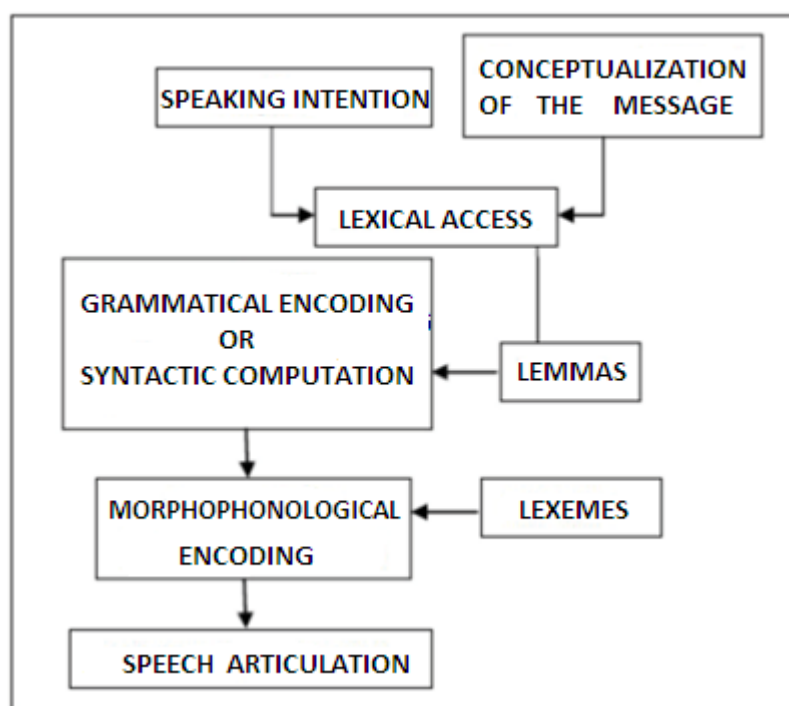 SPEAKING INTENTION
CONCEPTUALIZATION
OF THE MESSAGE
LEXICAL ACCESS
GRAMMATICAL ENCODING
OR
SYNTACTIC COMPUTATION
LEMMAS
MORPHOPHONOLOGICAL
ENCODING
LEXEMES
SPEECH ARTICULATION